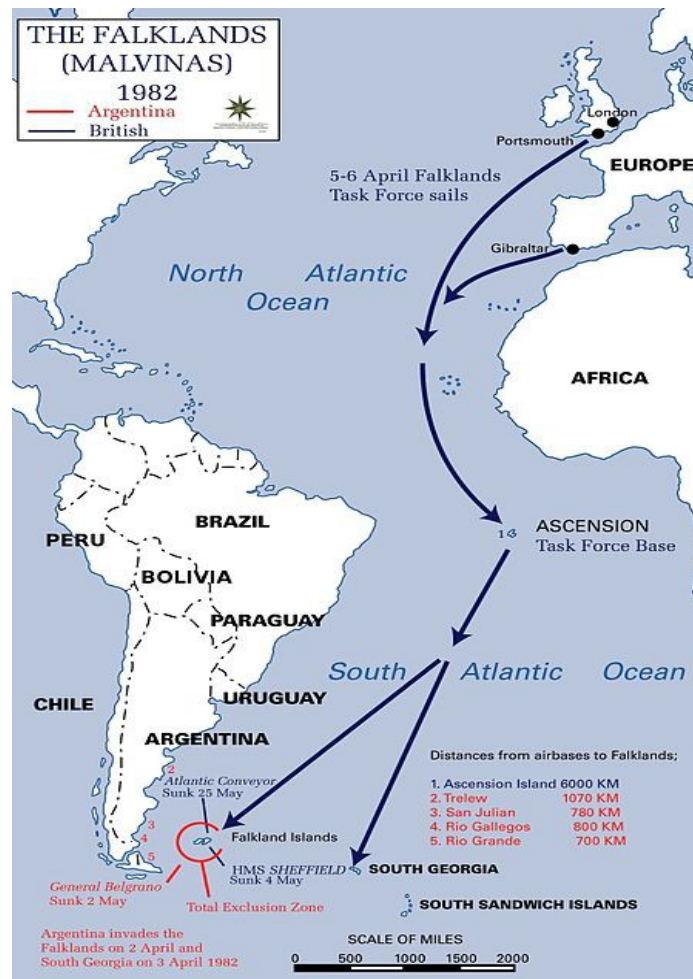 THE FALKLANDS
(MALVINAS)
1982
Argentina
British
London
Portsmouth
EUROPE
5-6 April Falklands
Task Force sails
Gibraltar
North Atlantic
Ocean
AFRICA
ASCENSION
1
Task Force Base
BRAZIL
PERU
BOLIVIA
PARAGUAY
South Atlantic Ocean
URUGUAY
CHILE
ARGENTINA
2
Atlantic Conveyor
Sunk 25 May
3
4
5
Falkland Islands
HMS SHEFFIELD
Sunk 4 May
SOUTH GEORGIA
General Belgrano
Sunk 2 May
Total Exclusion Zone
SOUTH SANDWICH ISLANDS
Distances from airbases to Falklands;
1. Ascension Island 6000 KM
2. Trelew 1070 KM
3. San Julian 780 KM
4. Rio Gallegos 800 KM
5. Rio Grande 700 KM
Argentina invades the
Falklands on 2 April and
South Georgia on 3 April 1982
SCALE OF MILES
0 500 1000 1500 2000